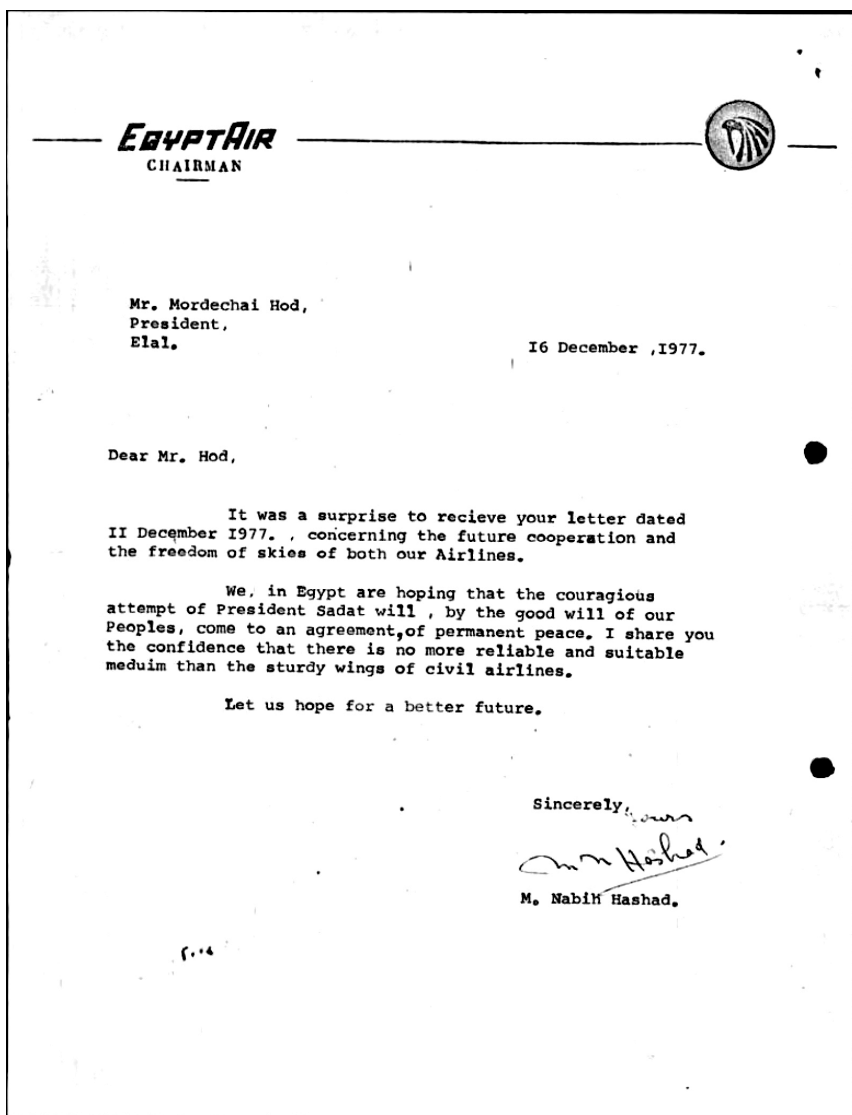 EGYPTAIR
CHAIRMAN
Mr. Mordechai Hod,
President,
Elal.
I6 December ,I977.
Dear Mr. Hod,
It was a surprise to recieve your letter dated
II December I977. , concerning the future cooperation and
the freedom of skies of both our Airlines.
We, in Egypt are hoping that the couragious
attempt of President Sadat will , by the good will of our
Peoples, come to an agreement,of permanent peace. I share you
the confidence that there is no more reliable and suitable
meduim than the sturdy wings of civil airlines.
Let us hope for a better future.
Sincerely,
yours
M N Hashad.
M. Nabih Hashad.